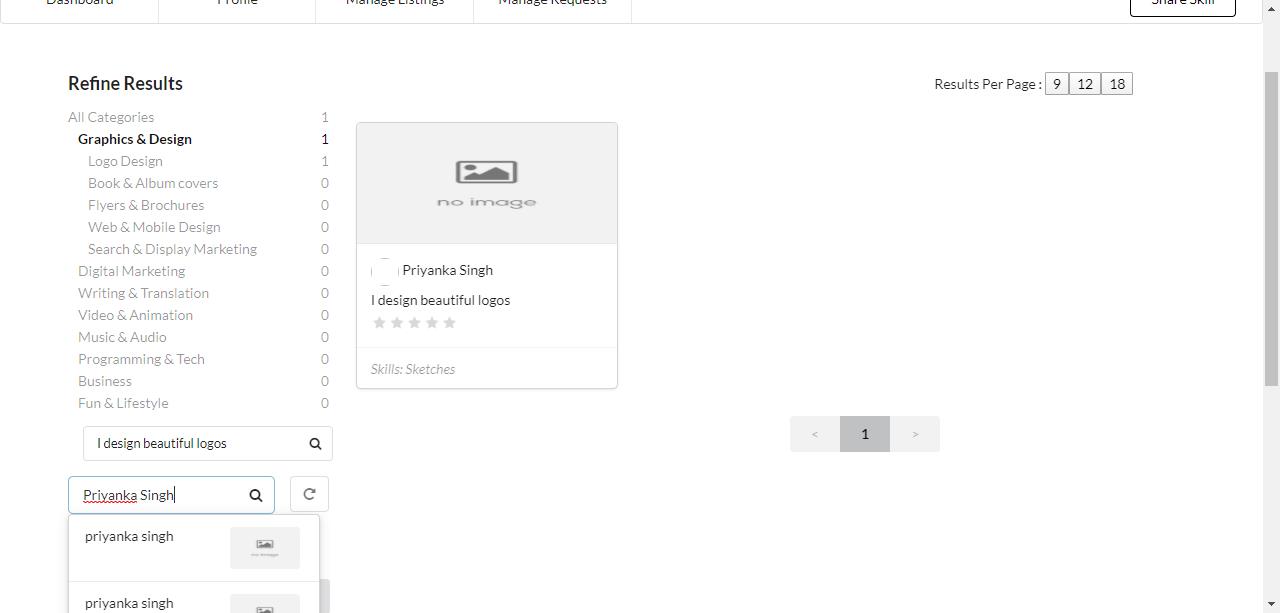 Dashboard
Profile
Manage Listings
Manage Requests
Share Skill
Refine Results
Results Per Page : 9 12 18
All Categories 1
Graphics & Design 1
Logo Design 1
Book & Album covers 0
Flyers & Brochures 0
Web & Mobile Design 0
Search & Display Marketing 0
Digital Marketing 0
Writing & Translation 0
Video & Animation 0
Music & Audio 0
Programming & Tech 0
Business 0
Fun & Lifestyle 0
I design beautiful logos
Priyanka Singh
priyanka singh
no image
priyanka singh
no image
Priyanka Singh
I design beautiful logos
Skills: Sketches
< 1 >